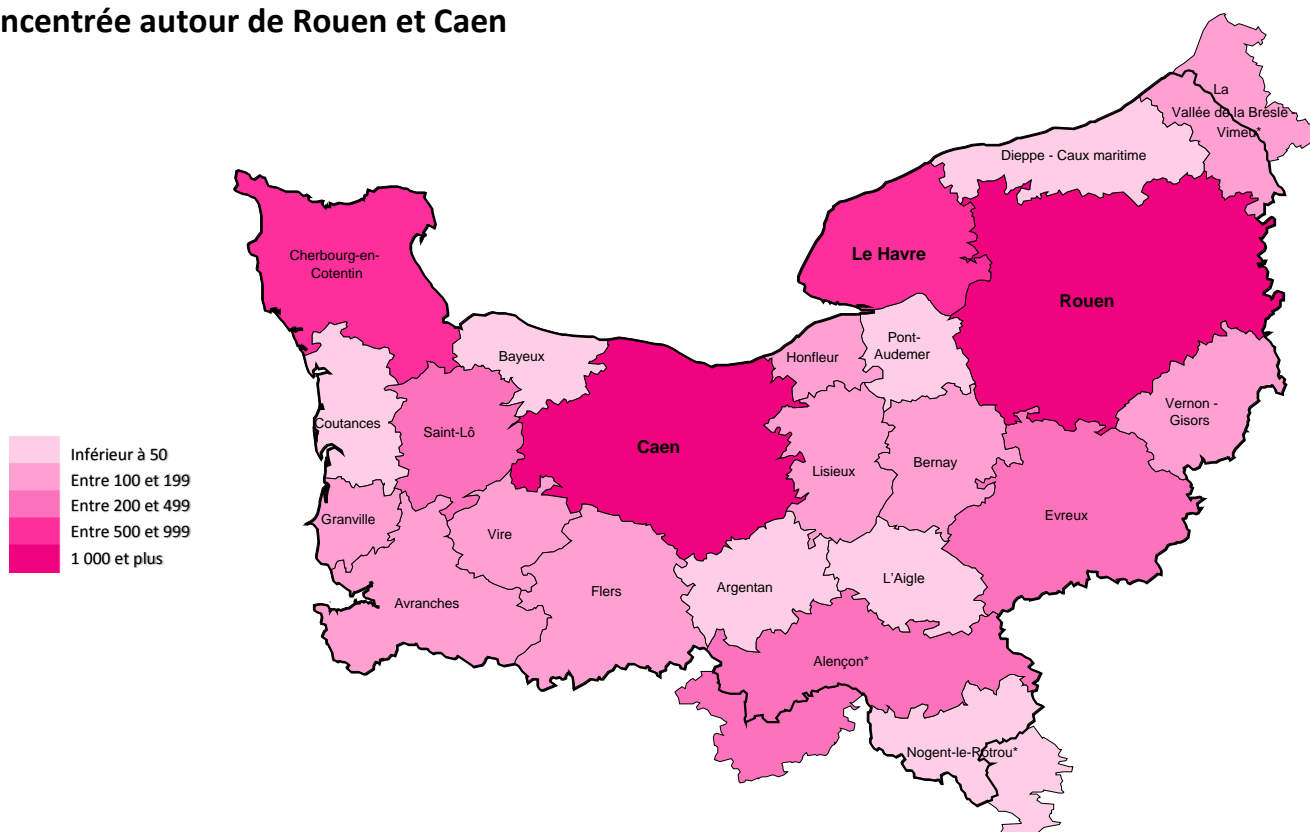 ncentrée autour de Rouen et Caen
La
Vallée de la Bresle
Vimeu*
Dieppe - Caux maritime
Cherbourg-en-
Cotentin
Le Havre
Rouen
Pont-
Audemer
Honfleur
Bayeux
Vernon -
Gisors
Coutances
Saint-Lô
Caen
Lisieux
Bernay
Inférieur à 50
Entre 100 et 199
Entre 200 et 499
Entre 500 et 999
1 000 et plus
Granville
Vire
Evreux
Avranches
Flers
Argentan
L'Aigle
Alençon*
Nogent-le-Rotrou*